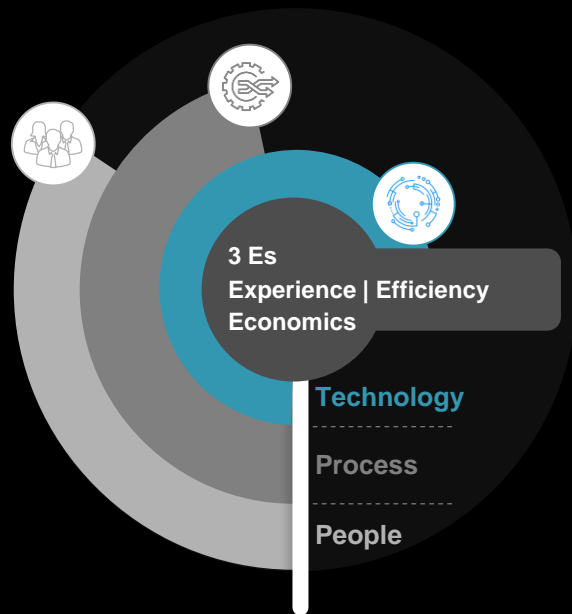 3 Es
Experience | Efficiency
Economics
Technology
Process
People